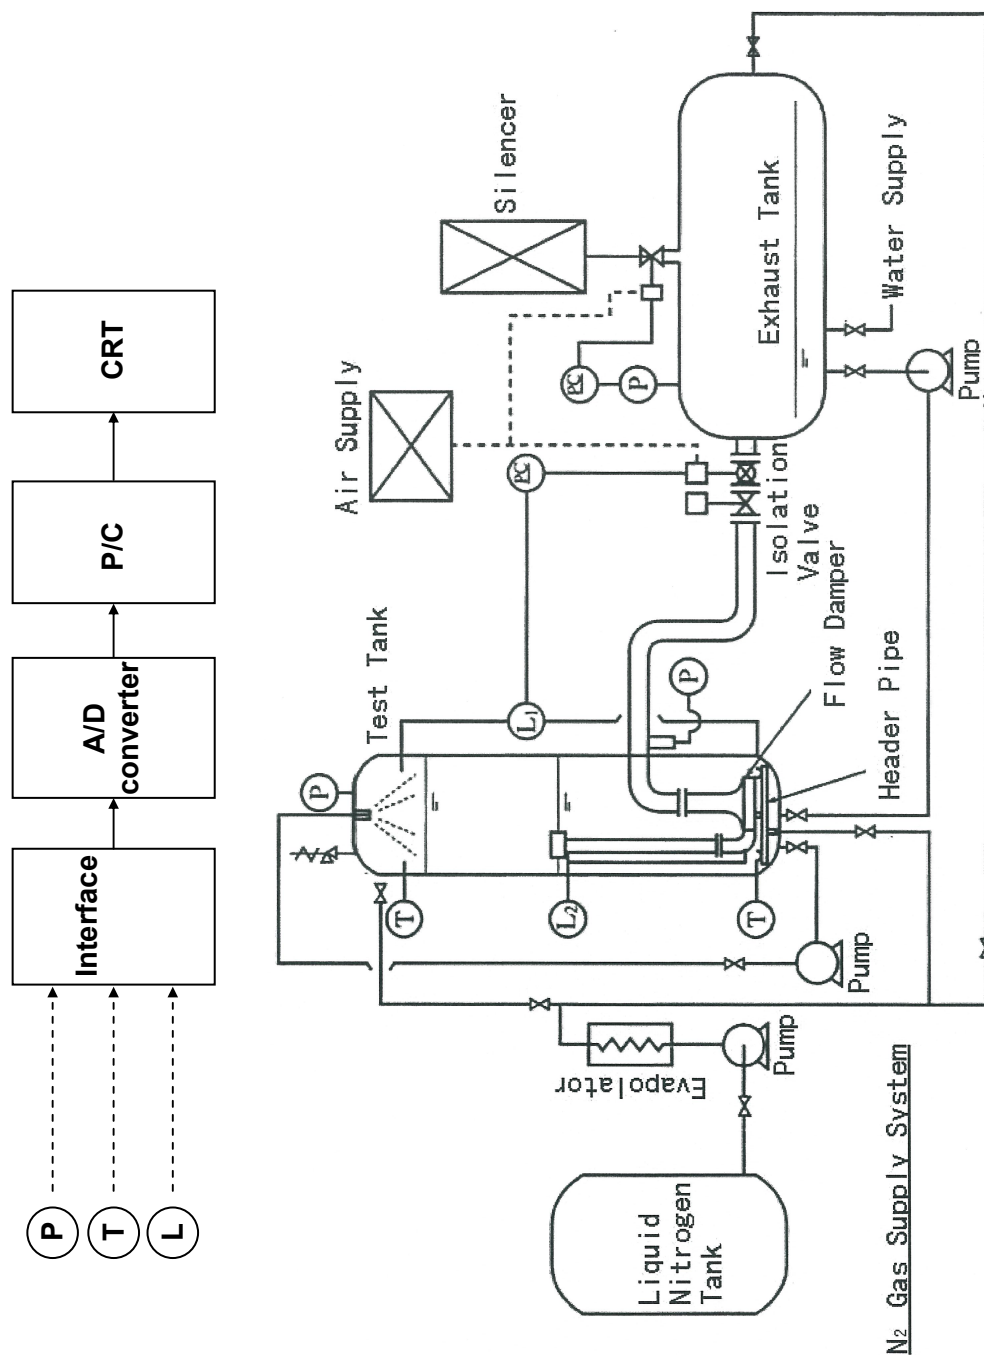 P
T
L
Interface
A/D
converter
P/C
CRT
Air Supply
Silencer
PC
P
PC
Test Tank
P
T
L1
L2
T
P
Exhaust Tank
Isolation
Valve
Flow Damper
Header Pipe
Water Supply
Pump
Pump
Pump
Evapolator
Liquid
Nitrogen
Tank
N2 Gas Supply System